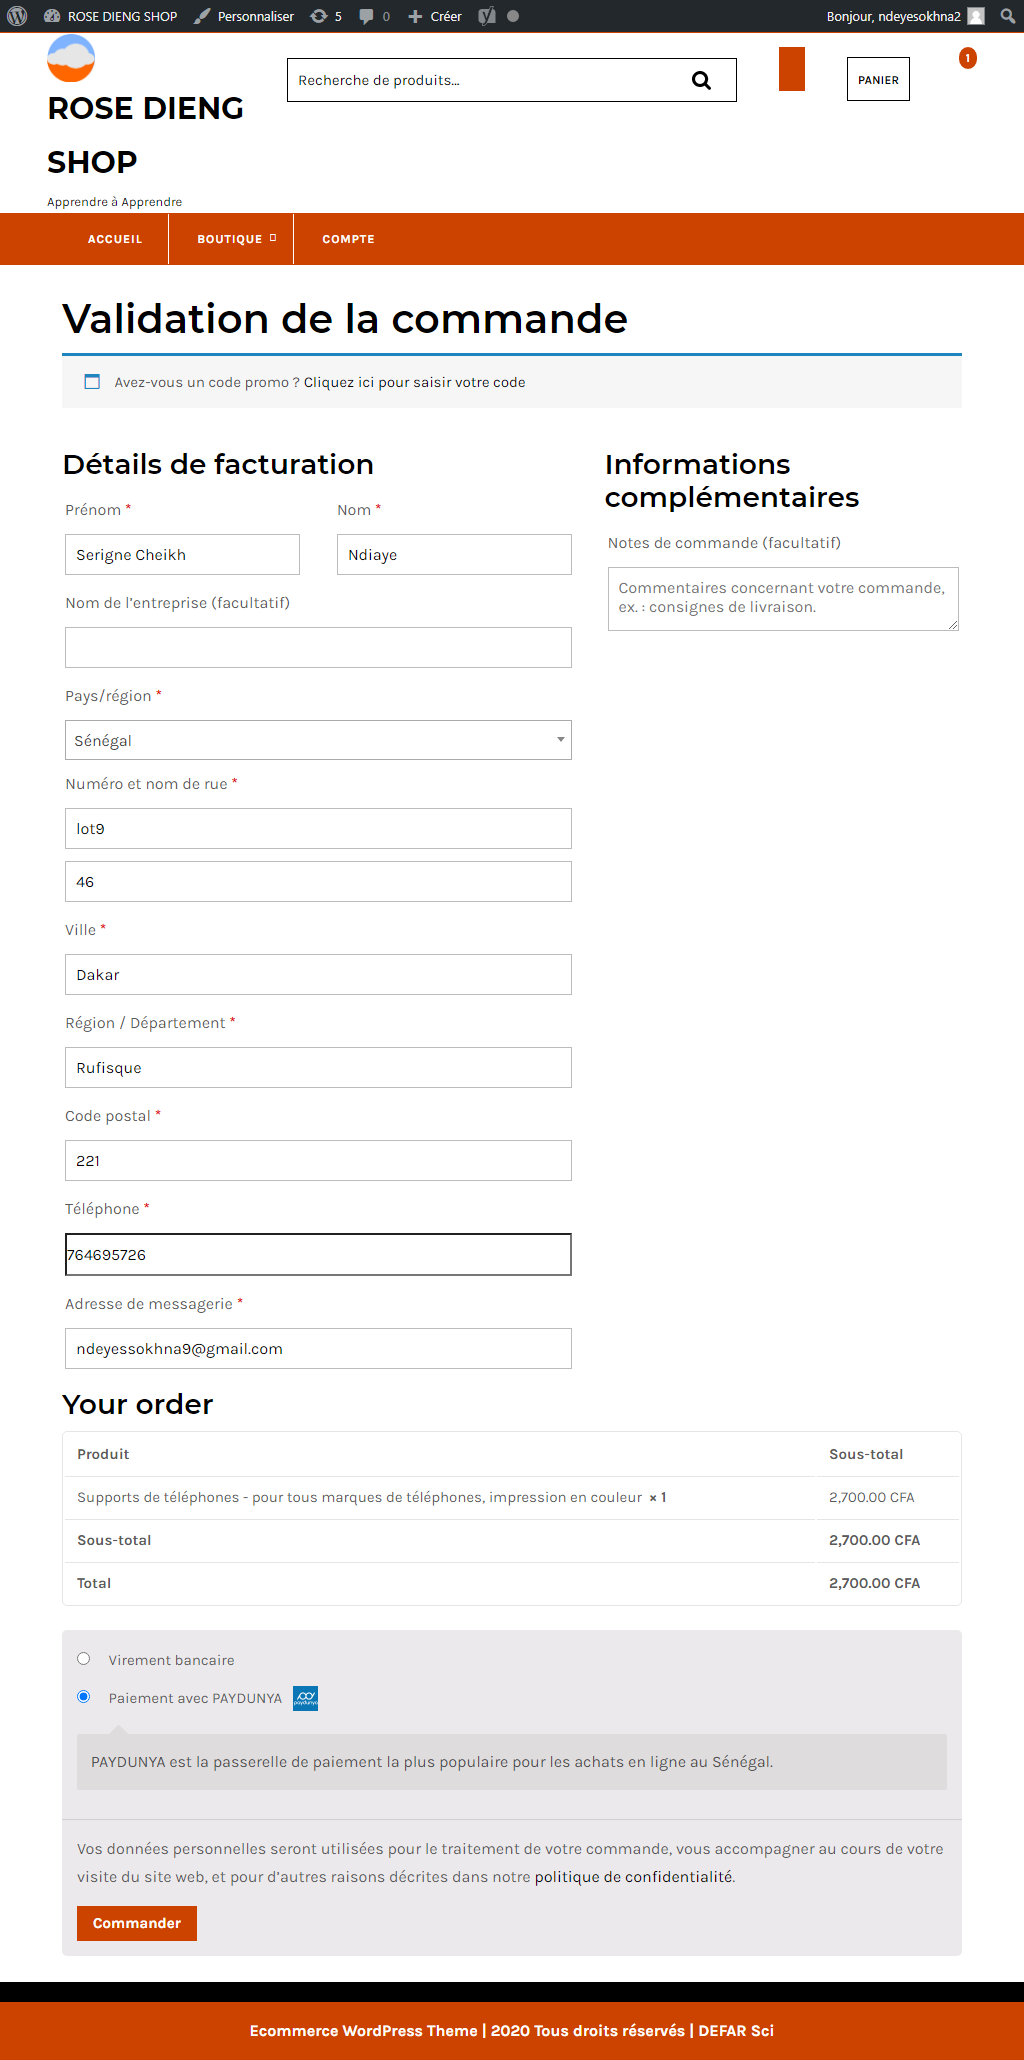 ROSE DIENG SHOP Personnaliser 5 0 Créer Bonjour, ndeyesokhna2
ROSE DIENG
SHOP
Apprendre à Apprendre
Recherche de produits...
PANIER
1
ACCUEIL BOUTIQUE COMPTE
Validation de la commande
Avez-vous un code promo ? Cliquez ici pour saisir votre code
Détails de facturation
Prénom * Nom *
Serigne Cheikh Ndiaye
Nom de l’entreprise (facultatif)
Pays/région *
Sénégal
Numéro et nom de rue *
lot9
46
Ville *
Dakar
Région / Département *
Rufisque
Code postal *
221
Téléphone *
764695726
Adresse de messagerie *
ndeyessokhna9@gmail.com
Informations
complémentaires
Notes de commande (facultatif)
Commentaires concernant votre commande,
ex. : consignes de livraison.
Your order
Produit Sous-total
Supports de téléphones - pour tous marques de téléphones, impression en couleur × 1 2,700.00 CFA
Sous-total 2,700.00 CFA
Total 2,700.00 CFA
Virement bancaire
Paiement avec PAYDUNYA paydunya
PAYDUNYA est la passerelle de paiement la plus populaire pour les achats en ligne au Sénégal.
Vos données personnelles seront utilisées pour le traitement de votre commande, vous accompagner au cours de votre
visite du site web, et pour d’autres raisons décrites dans notre politique de confidentialité.
Commander
Ecommerce WordPress Theme | 2020 Tous droits réservés | DEFAR Sci